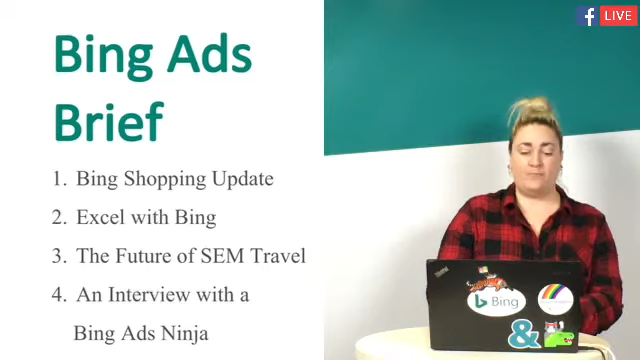 LIVE
Bing Ads
Brief
1. Bing Shopping Update
2. Excel with Bing
3. The Future of SEM Travel
4. An Interview with a
Bing Ads Ninja
Bing
&